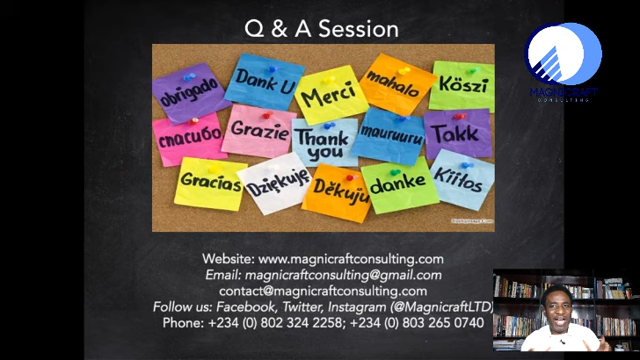 Q & A Session
obrigado
Dank U
Merci
mahalo
Köszi
спасибо
Grazie
Thank
you
mauruuru
Takk
Gracias
Dziękuję
Děkuju
danke
Kiitos
MAGNICRAFT
CONSULTING
Website: www.magnicraftconsulting.com
Email: magnicraftconsulting@gmail.com
contact@magnicraftconsulting.com
Follow us: Facebook, Twitter, Instagram (@MagnicraftLTD)
Phone: +234 (0) 802 324 2258; +234 (0) 803 265 0740